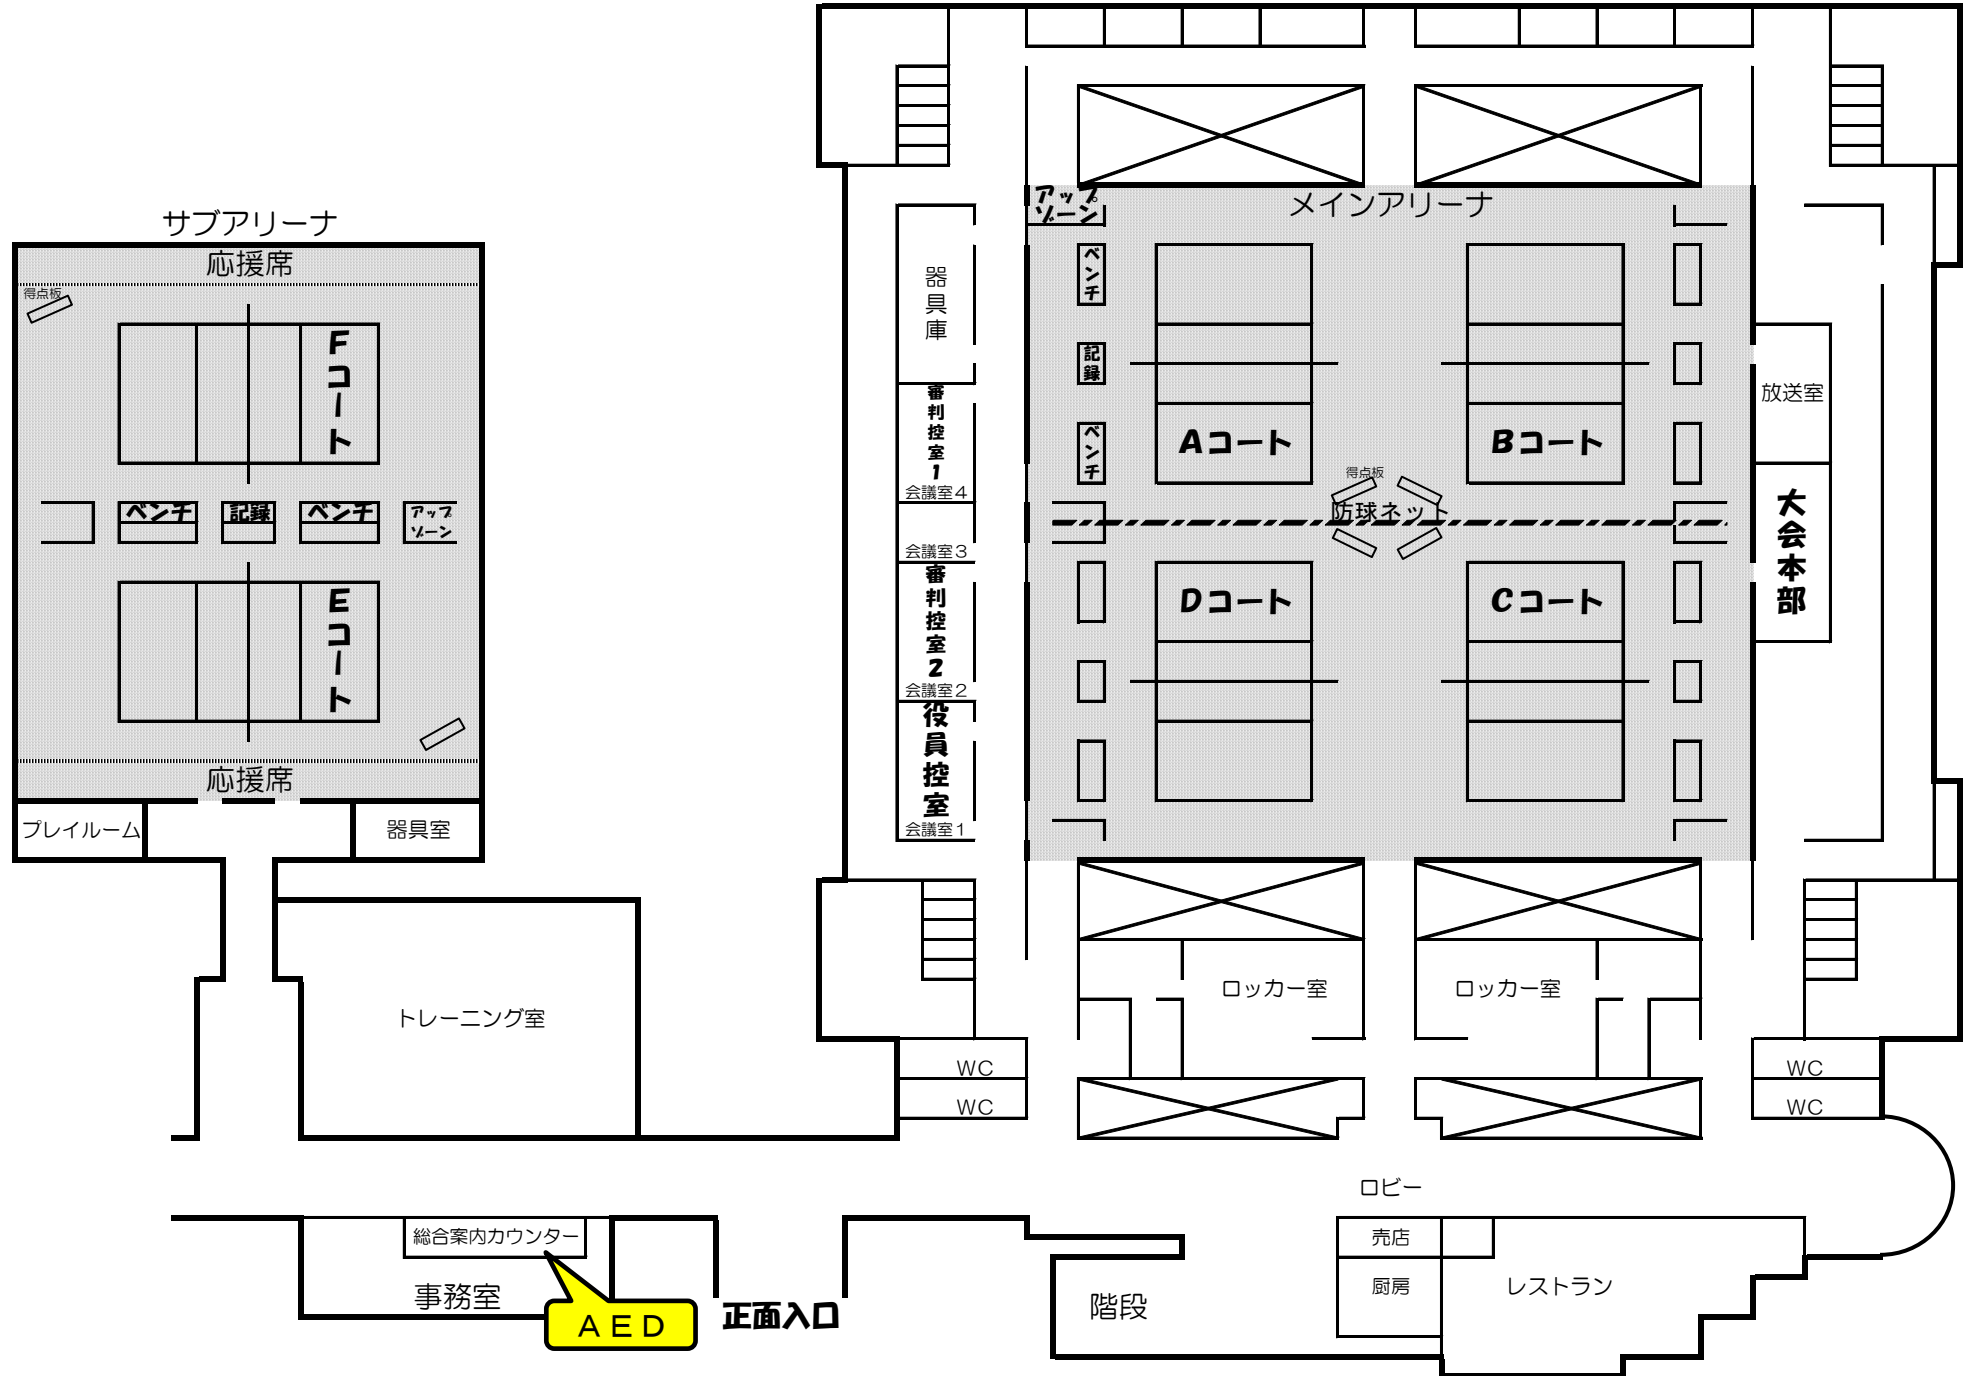 サブアリーナ
応援席
得点板
Fコート
ベンチ
記録
ベンチ
アップ
ゾーン
Eコート
応援席
プレイルーム
器具室
トレーニング室
アップ
ゾーン
メインアリーナ
器具庫
審判控室1
会議室4
会議室3
審判控室2
会議室2
役員控室
会議室1
ベンチ
記録
ベンチ
Aコート
Bコート
得点板
防球ネット
Dコート
Cコート
放送室
大会本部
ロッカー室
ロッカー室
WC
WC
WC
WC
ロビー
総合案内カウンター
事務室
AED
正面入口
階段
売店
厨房
レストラン